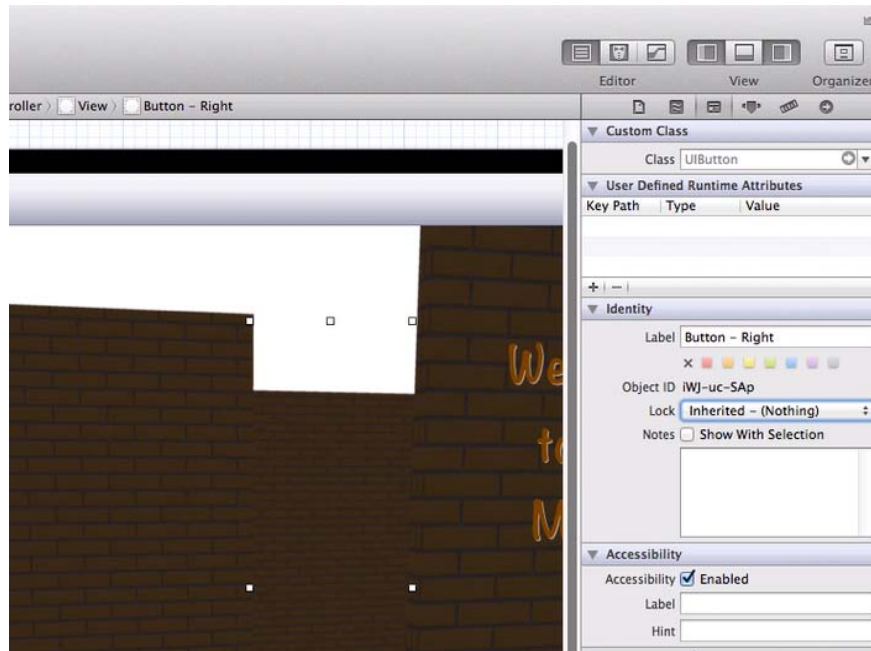 Editor View Organizer
roller › View › Button – Right
Custom Class
Class UIButton
User Defined Runtime Attributes
Key Path Type Value
Identity
Label Button – Right
Object ID iWJ-uc-SAp
Lock Inherited – (Nothing)
Notes Show With Selection
We
to
M
Accessibility
Accessibility Enabled
Label
Hint